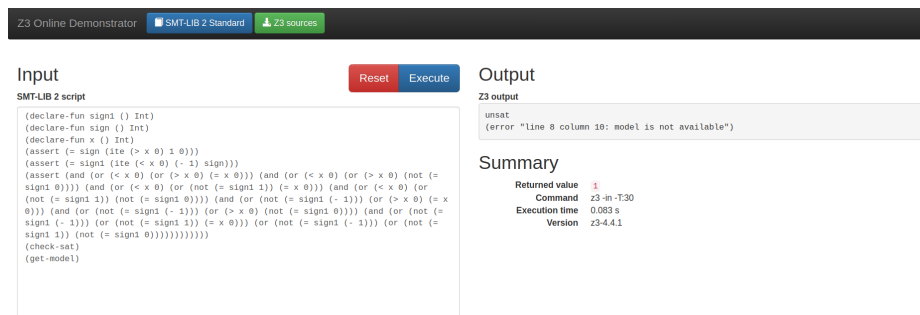 Z3 Online Demonstrator SMT-LIB 2 Standard Z3 sources
Input
Reset Execute
SMT-LIB 2 script
(declare-fun sign1 () Int)
(declare-fun sign () Int)
(declare-fun x () Int)
(assert (= sign (ite (> x 0) 1 0)))
(assert (= sign1 (ite (< x 0) (- 1) sign)))
(assert (and (or (< x 0) (or (> x 0) (= x 0))) (and (or (< x 0) (or (> x 0) (not (=
sign1 0)))) (and (or (< x 0) (or (not (= sign1 1)) (= x 0))) (and (or (< x 0) (or
(not (= sign1 1)) (not (= sign1 0)))) (and (or (not (= sign1 (- 1))) (or (> x 0) (= x
0))) (and (or (not (= sign1 (- 1))) (or (> x 0) (not (= sign1 0)))) (and (or (not (=
sign1 (- 1))) (or (not (= sign1 1)) (= x 0))) (or (not (= sign1 (- 1))) (or (not (=
sign1 1)) (not (= sign1 0))))))))))))
(check-sat)
(get-model)
Output
Z3 output
unsat
(error "line 8 column 10: model is not available")
Summary
Returned value 1
Command z3 -in -T:30
Execution time 0.083 s
Version z3-4.4.1